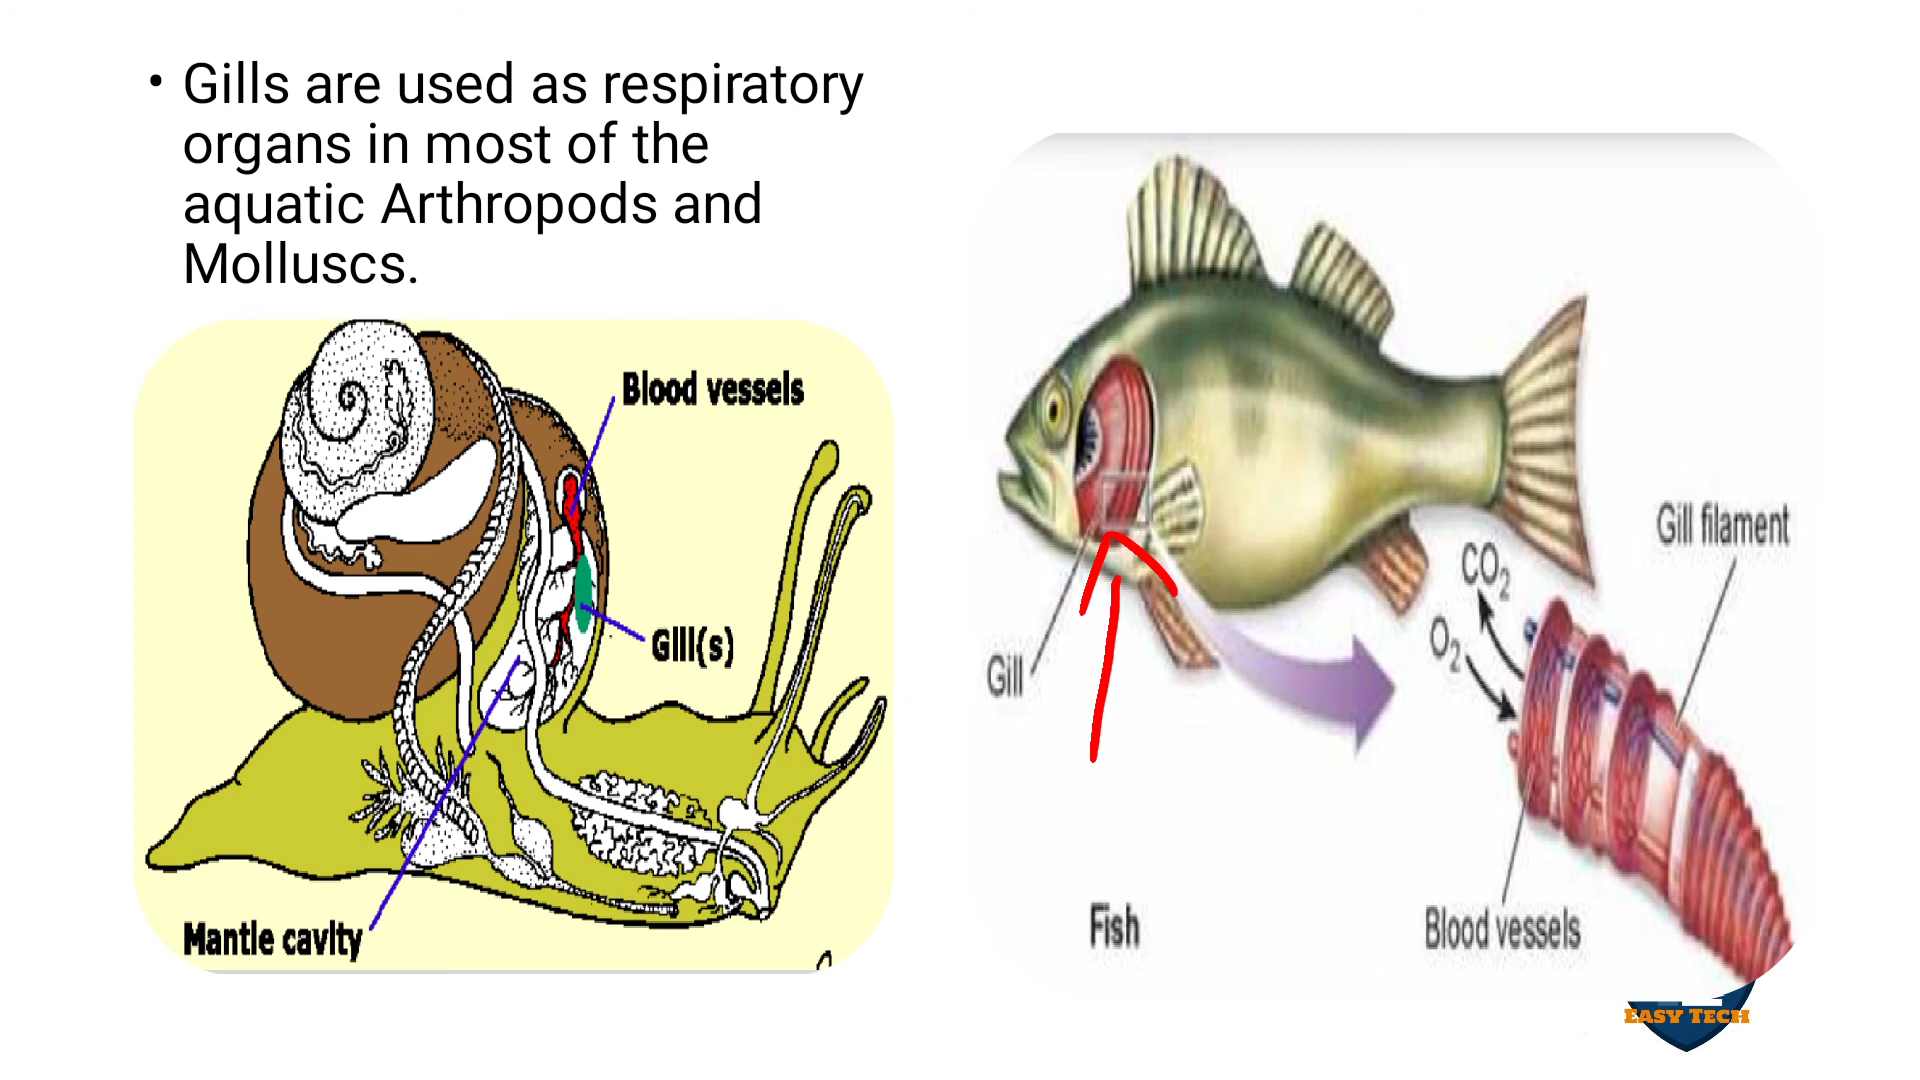 • Gills are used as respiratory
organs in most of the
aquatic Arthropods and
Molluscs.
Blood vessels
Gill(s)
Mantle cavity
Gill filament
CO2
O2
Gill
Fish
Blood vessels
EASY TECH